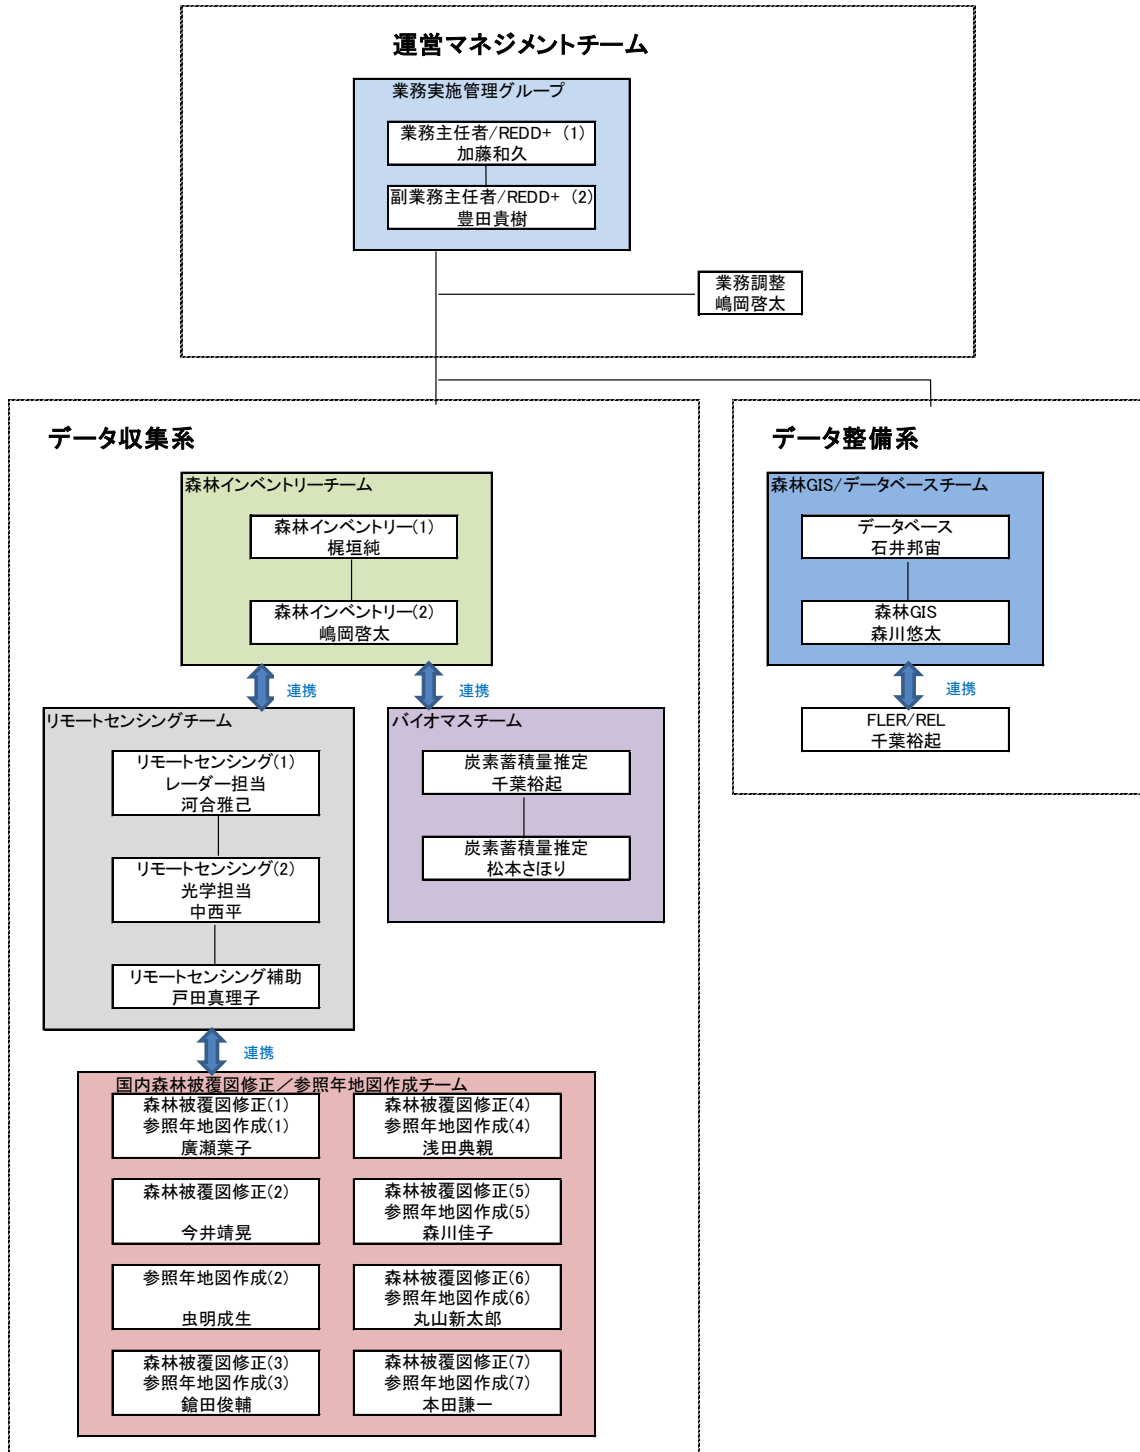 運営マネジメントチーム
業務実施管理グループ
業務主任者/REDD+ (1)
加藤和久
副業務主任者/REDD+ (2)
豊田貴樹
業務調整
嶋岡啓太
データ収集系
森林インベントリーチーム
森林インベントリー(1)
梶垣純
森林インベントリー(2)
嶋岡啓太
連携
連携
リモートセンシングチーム
リモートセンシング(1)
レーダー担当
河合雅己
リモートセンシング(2)
光学担当
中西平
リモートセンシング補助
戸田真理子
バイオマスチーム
炭素蓄積量推定
千葉裕起
炭素蓄積量推定
松本さほり
連携
国内森林被覆図修正／参照年地図作成チーム
森林被覆図修正(1)
参照年地図作成(1)
廣瀬葉子
森林被覆図修正(2)
今井靖晃
参照年地図作成(2)
虫明成生
森林被覆図修正(3)
参照年地図作成(3)
鎗田俊輔
森林被覆図修正(4)
参照年地図作成(4)
浅田典親
森林被覆図修正(5)
参照年地図作成(5)
森川佳子
森林被覆図修正(6)
参照年地図作成(6)
丸山新太郎
森林被覆図修正(7)
参照年地図作成(7)
本田謙一
データ整備系
森林GIS/データベースチーム
データベース
石井邦宙
森林GIS
森川悠太
連携
FLER/REL
千葉裕起